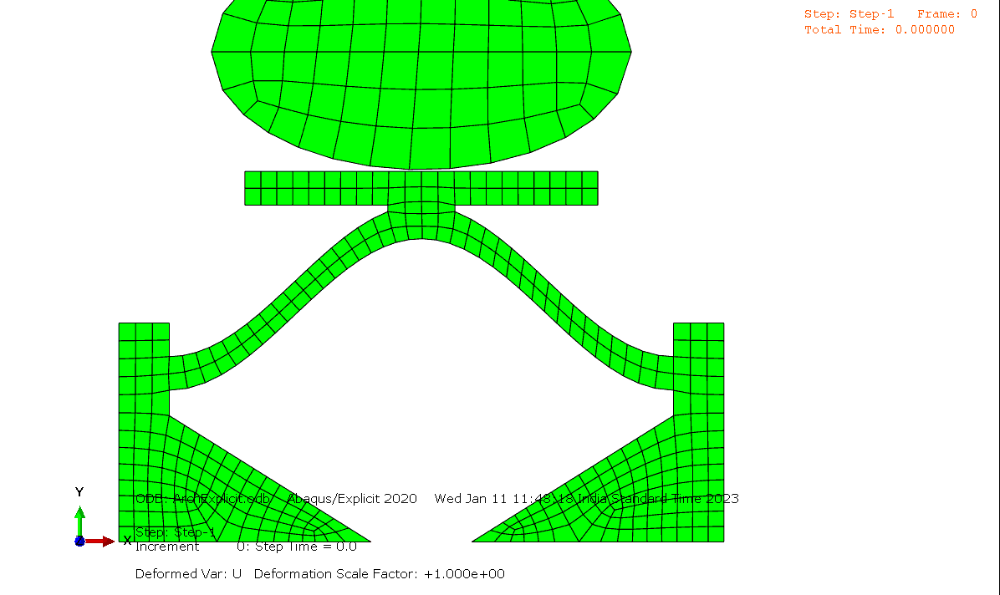 Step: Step-1   Frame: 0
Total Time: 0.000000
Y
X
ODB: ArchExplicit.odb   Abaqus/Explicit 2020   Wed Jan 11 11:48:18 India Standard Time 2023
Step: Step-1
Increment   0: Step Time = 0.0
Deformed Var: U   Deformation Scale Factor: +1.000e+00